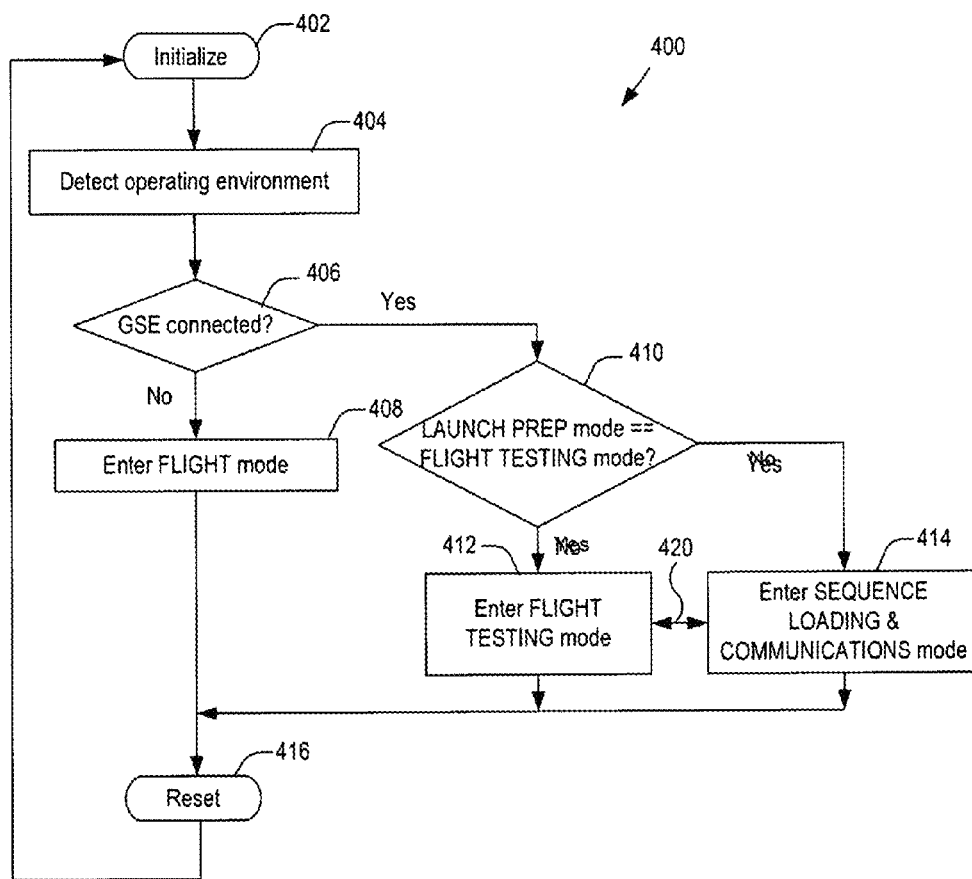 402
Initialize
400
404
Detect operating environment
406
GSE connected?
Yes
No
410
LAUNCH PREP mode ==
FLIGHT TESTING mode?
408
Enter FLIGHT mode
412
420
414
Enter FLIGHT
TESTING mode
Enter SEQUENCE
LOADING &
COMMUNICATIONS mode
416
Reset